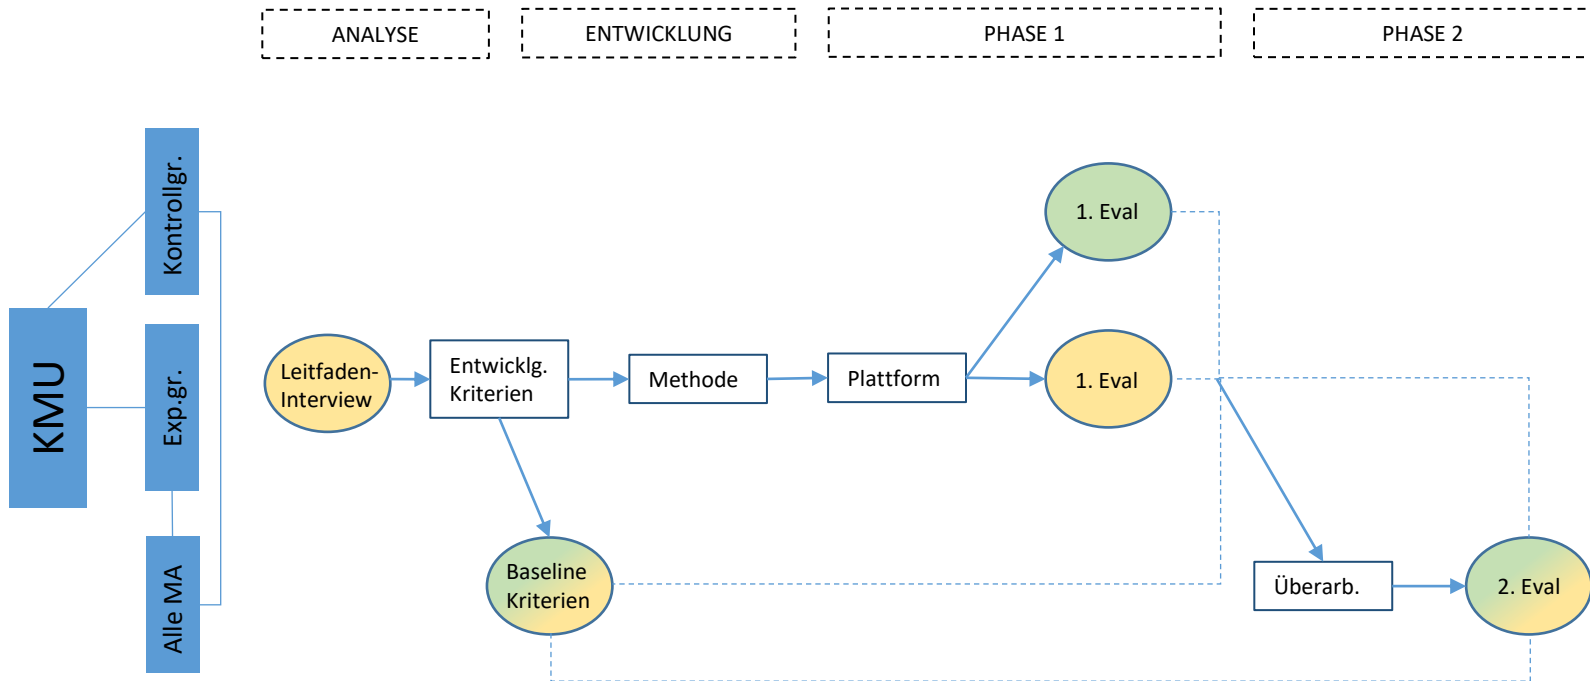 ANALYSE
ENTWICKLUNG
PHASE 1
PHASE 2
KMU
Kontrollgr.
Exp.gr.
Alle MA
Leitfaden-
Interview
Entwicklg.
Kriterien
Methode
Plattform
1. Eval
1. Eval
Baseline
Kriterien
Überarb.
2. Eval